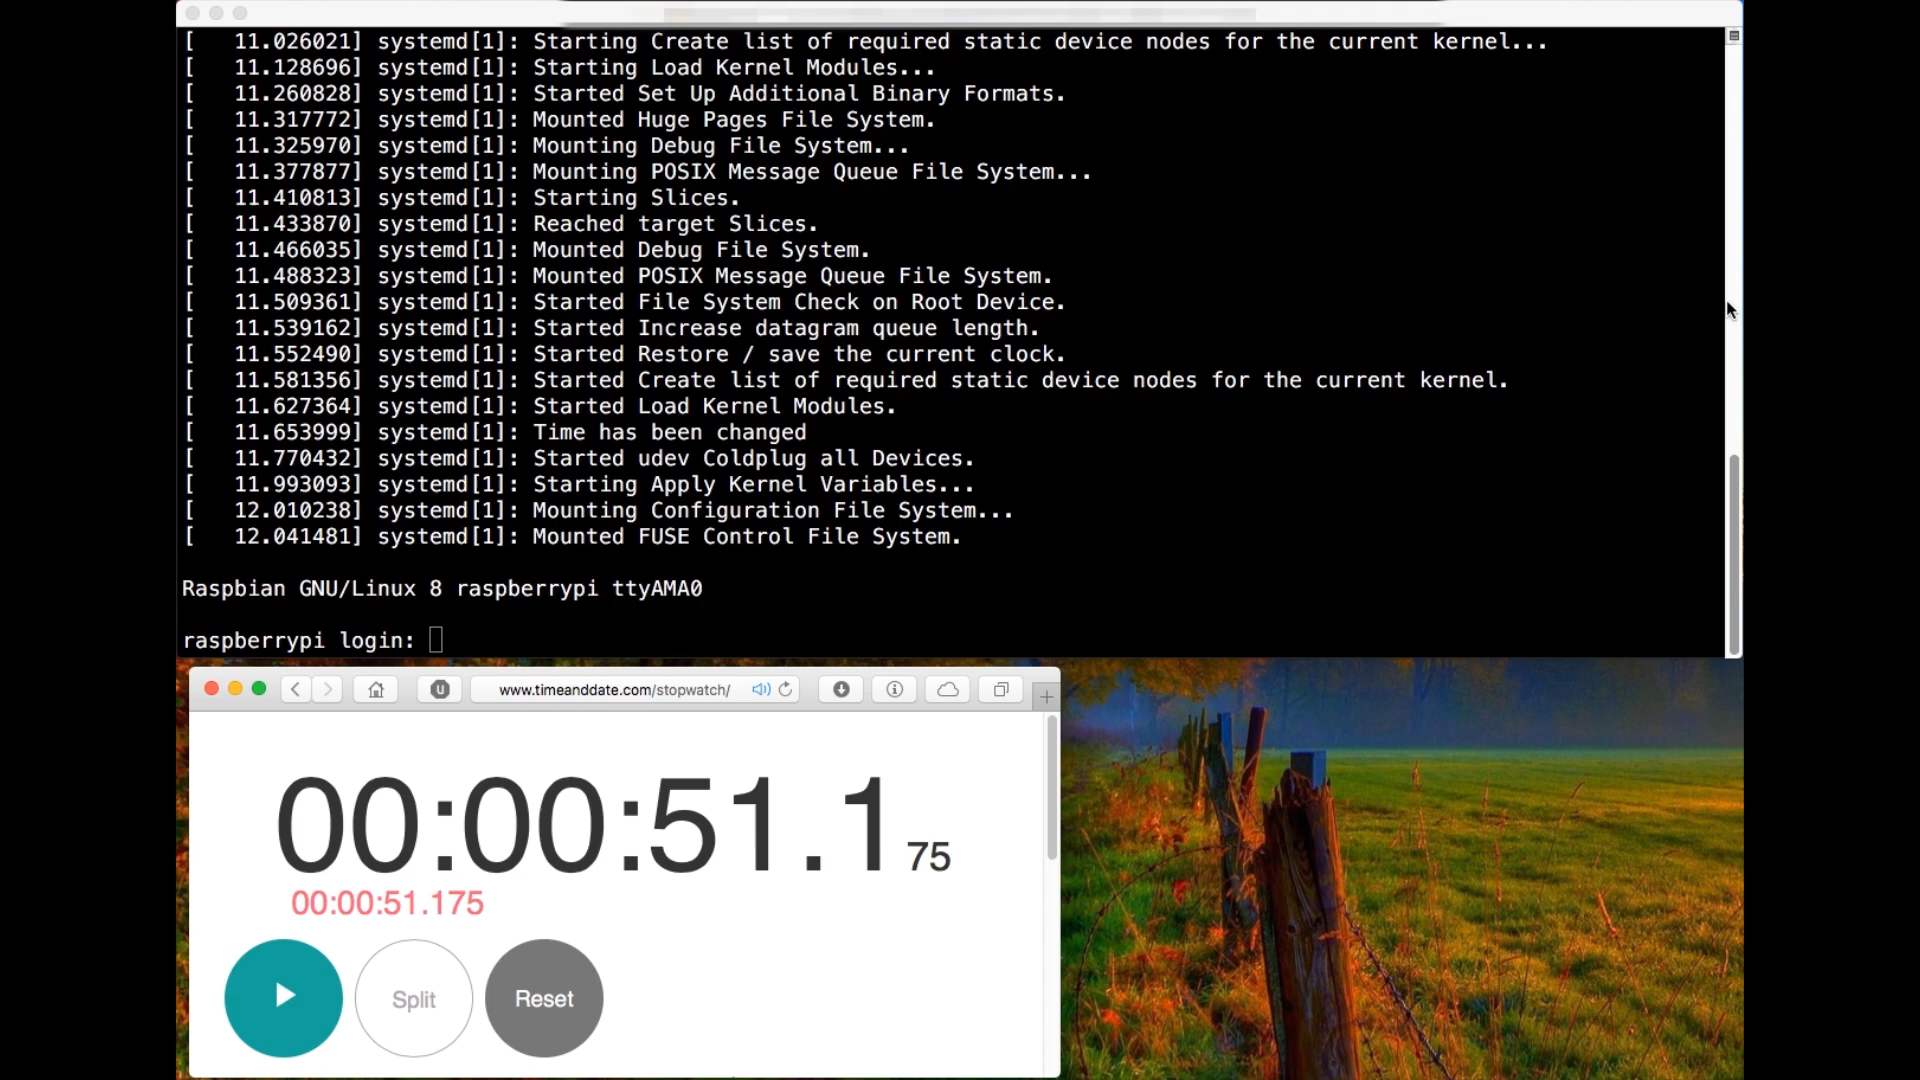 [   11.026021] systemd[1]: Starting Create list of required static device nodes for the current kernel...
[   11.128696] systemd[1]: Starting Load Kernel Modules...
[   11.260828] systemd[1]: Started Set Up Additional Binary Formats.
[   11.317772] systemd[1]: Mounted Huge Pages File System.
[   11.325970] systemd[1]: Mounting Debug File System...
[   11.377877] systemd[1]: Mounting POSIX Message Queue File System...
[   11.410813] systemd[1]: Starting Slices.
[   11.433870] systemd[1]: Reached target Slices.
[   11.466035] systemd[1]: Mounted Debug File System.
[   11.488323] systemd[1]: Mounted POSIX Message Queue File System.
[   11.509361] systemd[1]: Started File System Check on Root Device.
[   11.539162] systemd[1]: Started Increase datagram queue length.
[   11.552490] systemd[1]: Started Restore / save the current clock.
[   11.581356] systemd[1]: Started Create list of required static device nodes for the current kernel.
[   11.627364] systemd[1]: Started Load Kernel Modules.
[   11.653999] systemd[1]: Time has been changed
[   11.770432] systemd[1]: Started udev Coldplug all Devices.
[   11.993093] systemd[1]: Starting Apply Kernel Variables...
[   12.010238] systemd[1]: Mounting Configuration File System...
[   12.041481] systemd[1]: Mounted FUSE Control File System.
Raspbian GNU/Linux 8 raspberrypi ttyAMA0
raspberrypi login:
www.timeanddate.com/stopwatch/
00:00:51.175
00:00:51.175
Split
Reset